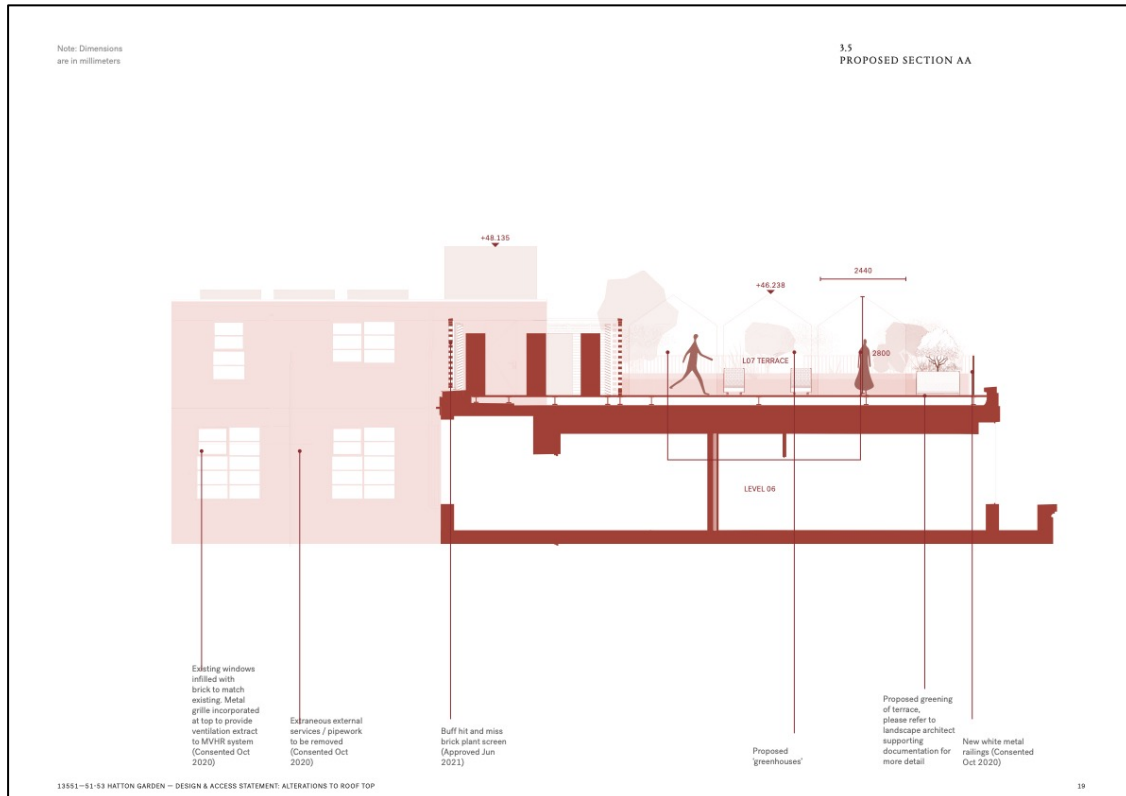 Note: Dimensions
are in millimeters
3.5
PROPOSED SECTION AA
+48.135
2440
+46.238
L07 TERRACE
2800
LEVEL 06
Existing windows
infilled with
brick to match
existing. Metal
grille incorporated
at top to provide
ventilation extract
to MVHR system
(Consented Oct
2020)
Extraneous external
services / pipework
to be removed
(Consented Oct
2020)
Buff hit and miss
brick plant screen
(Approved Jun
2021)
Proposed
'greenhouses'
Proposed greening
of terrace,
please refer to
landscape architect
supporting
documentation for
more detail
New white metal
railings (Consented
Oct 2020)
13551—51-53 HATTON GARDEN — DESIGN & ACCESS STATEMENT: ALTERATIONS TO ROOF TOP
19